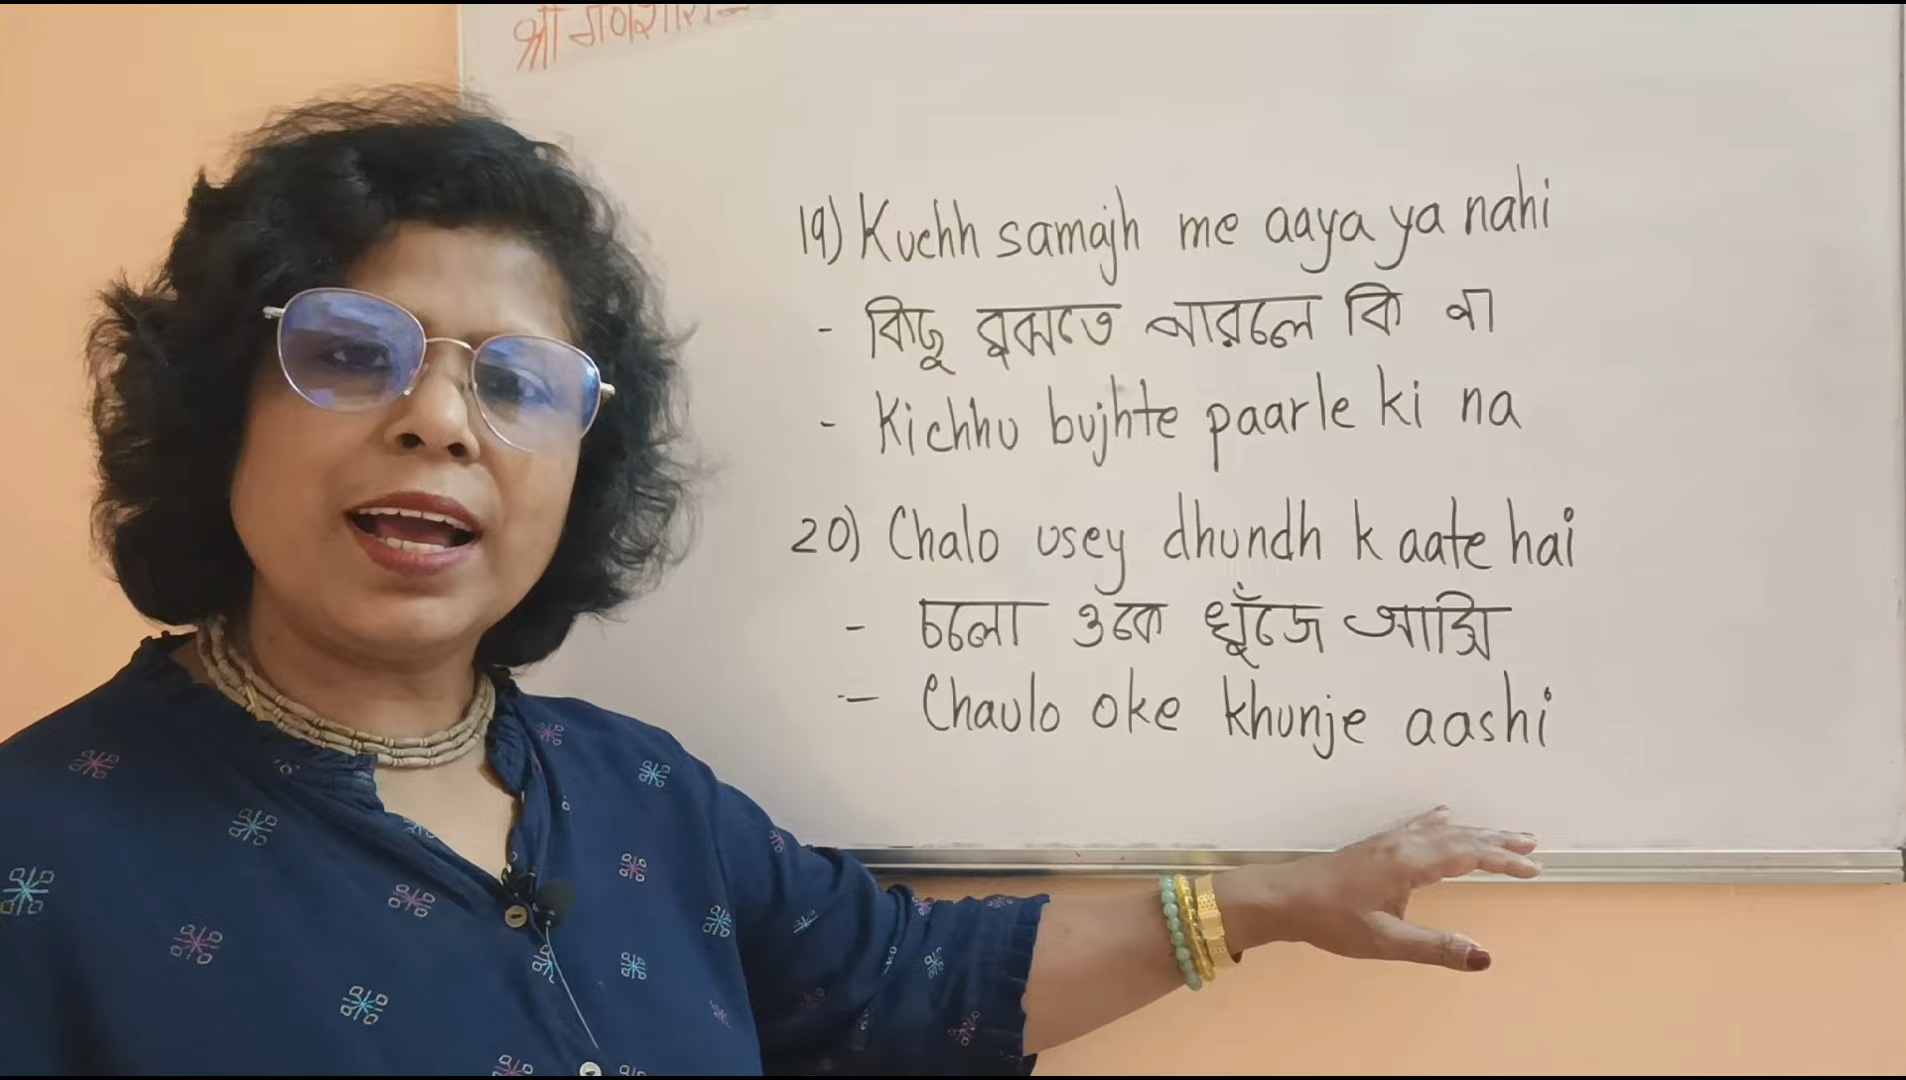 श्री गणेशाय
19) Kuchh samajh me aaya ya nahi
- কিছু বুঝতে পারলে কি না
- Kichhu bujhte paarle ki na
20) Chalo usey dhundh k aate hai
- চলো ওকে খুঁজে আসি
- Chaulo oke khunje aashi